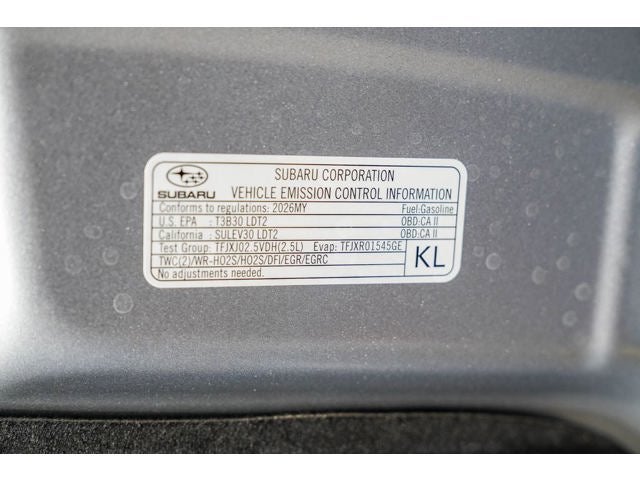 SUBARU
SUBARU CORPORATION
VEHICLE EMISSION CONTROL INFORMATION
Conforms to regulations: 2026MY Fuel:Gasoline
U.S. EPA : T3B30 LDT2 OBD:CA II
California : SULEV30 LDT2 OBD:CA II
Test Group: TFJXJ02.5VDH(2.5L) Evap: TFJXR01545GE
TWC(2)/WR-HO2S/HO2S/DFI/EGR/EGRC
No adjustments needed.
KL